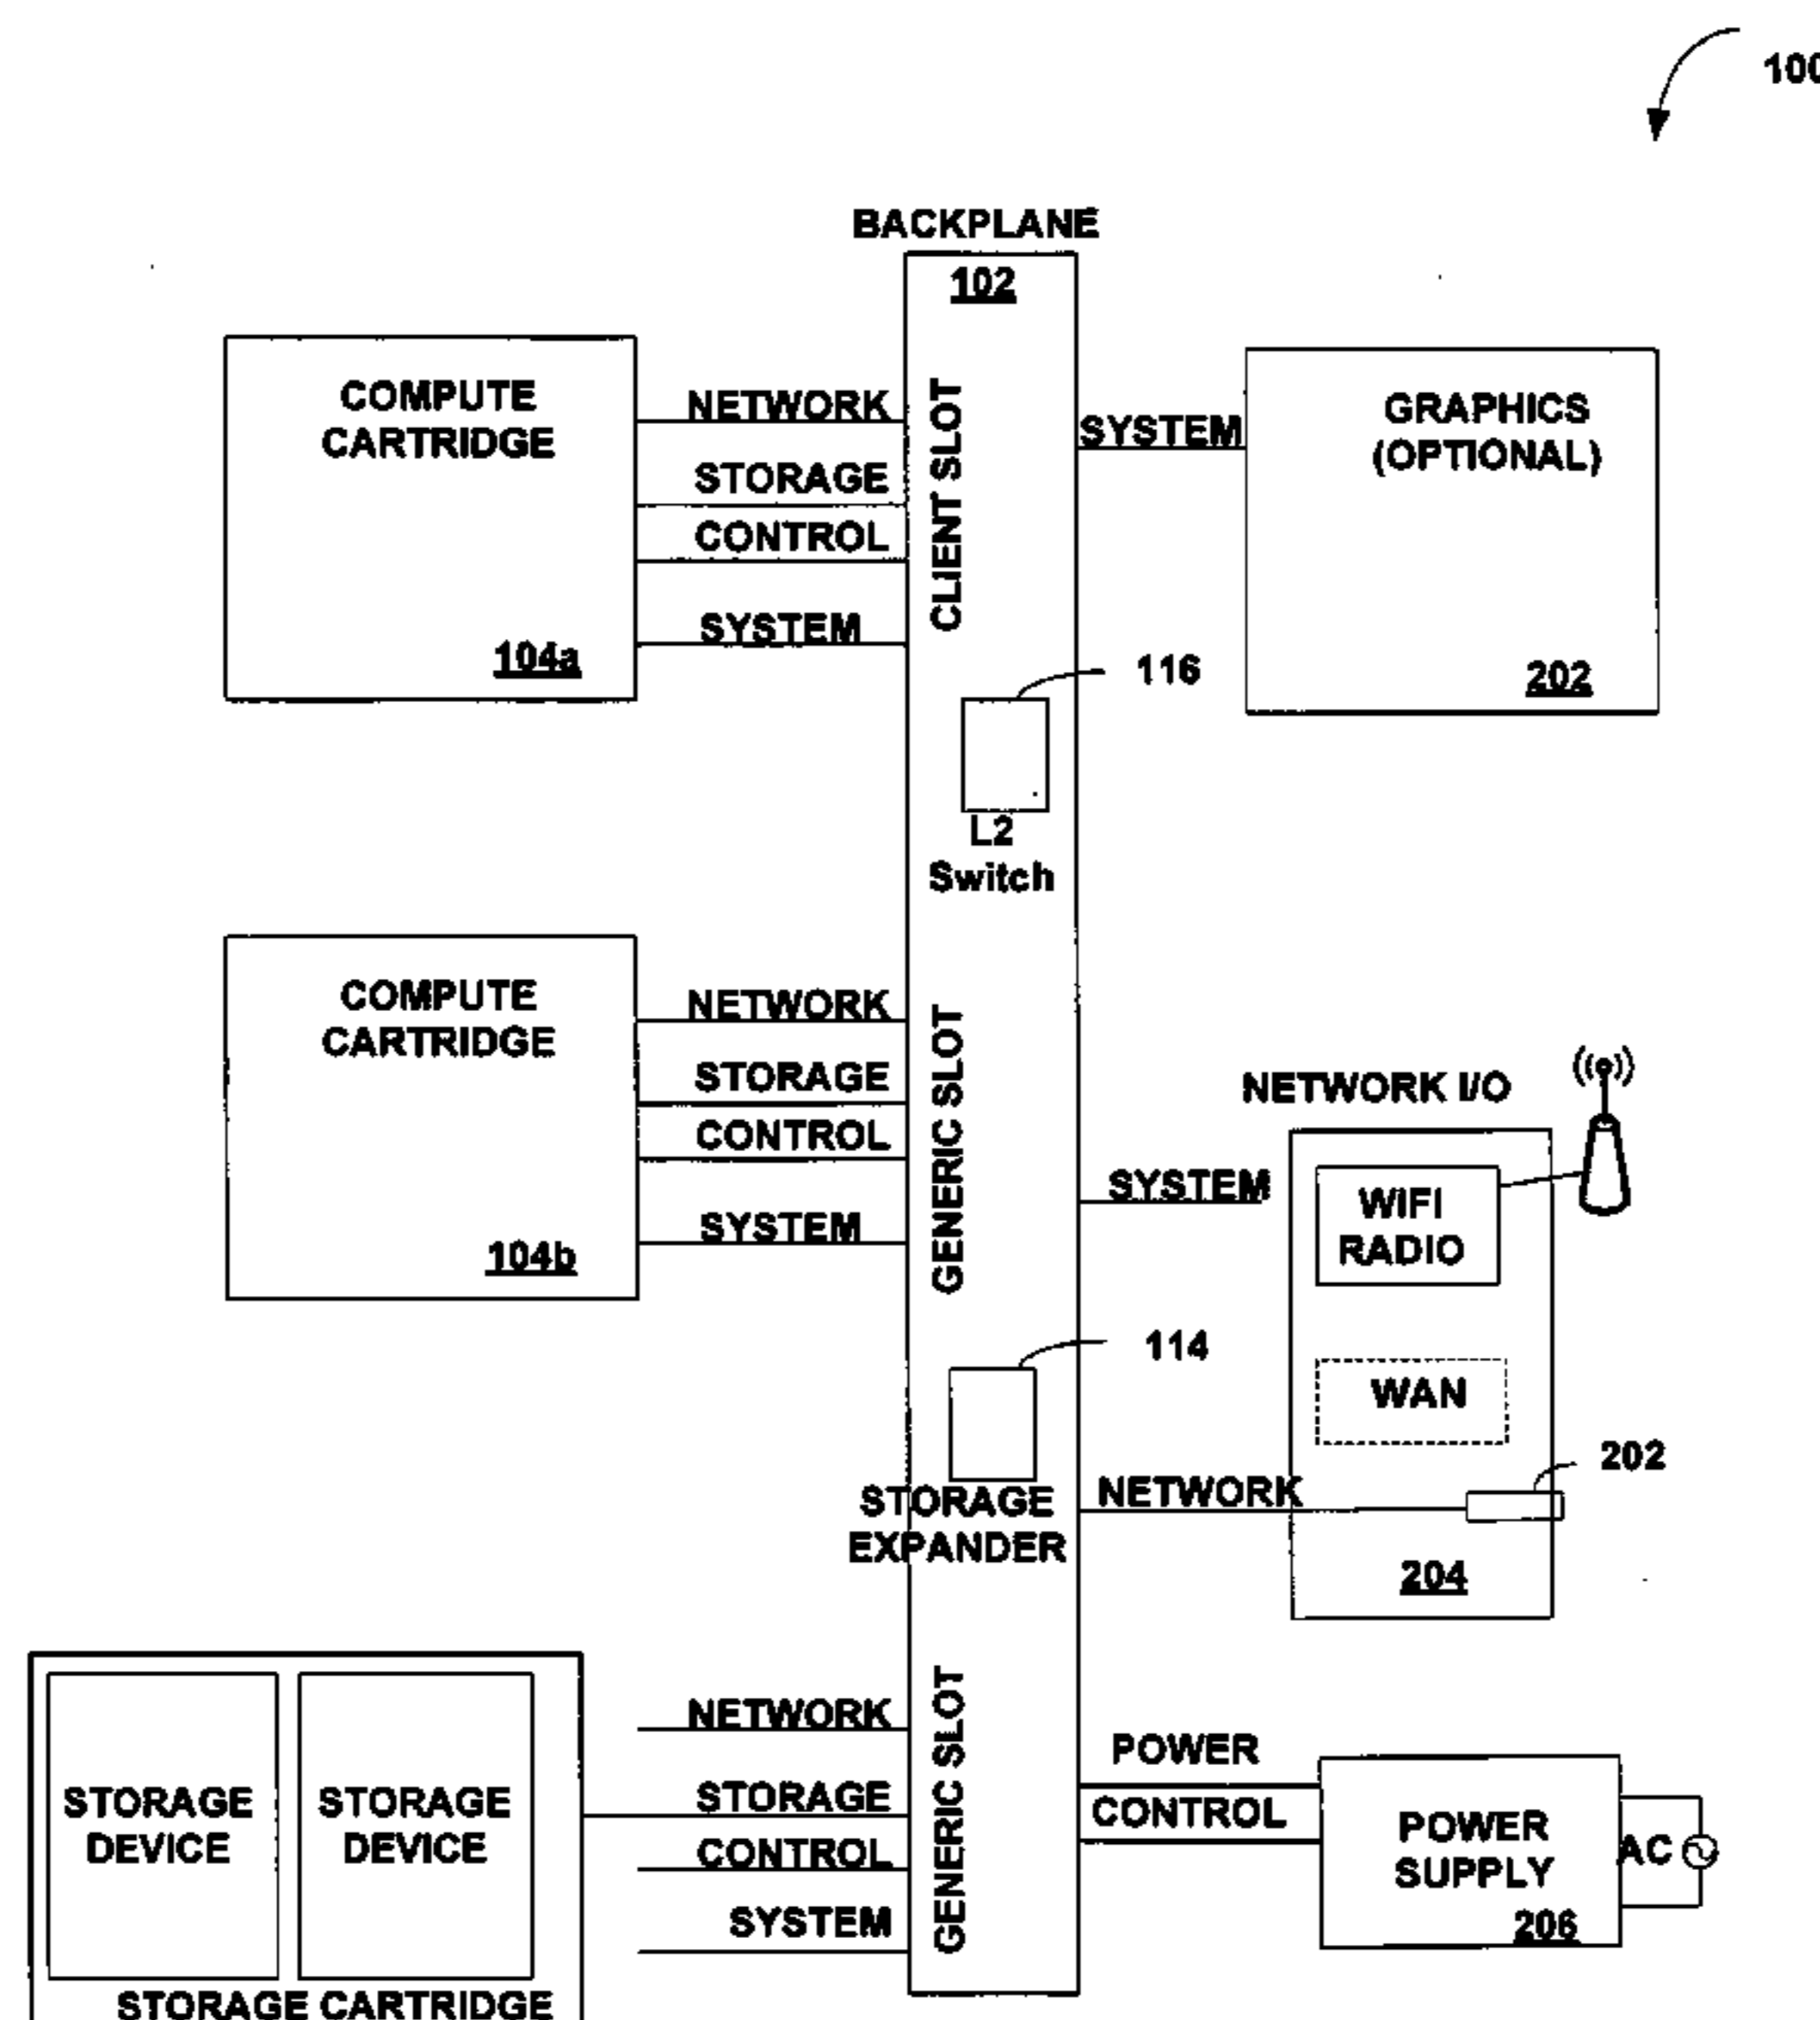 100
BACKPLANE
102
COMPUTE
CARTRIDGE
104a
NETWORK
STORAGE
CONTROL
SYSTEM
CLIENT SLOT
SYSTEM
GRAPHICS
(OPTIONAL)
202
116
L2
Switch
COMPUTE
CARTRIDGE
104b
NETWORK
STORAGE
CONTROL
SYSTEM
GENERIC SLOT
SYSTEM
NETWORK I/O
WIFI
RADIO
WAN
202
NETWORK
204
114
STORAGE
EXPANDER
STORAGE
DEVICE
STORAGE
DEVICE
STORAGE CARTRIDGE
NETWORK
STORAGE
CONTROL
SYSTEM
GENERIC SLOT
POWER
CONTROL
POWER
SUPPLY
206
AC